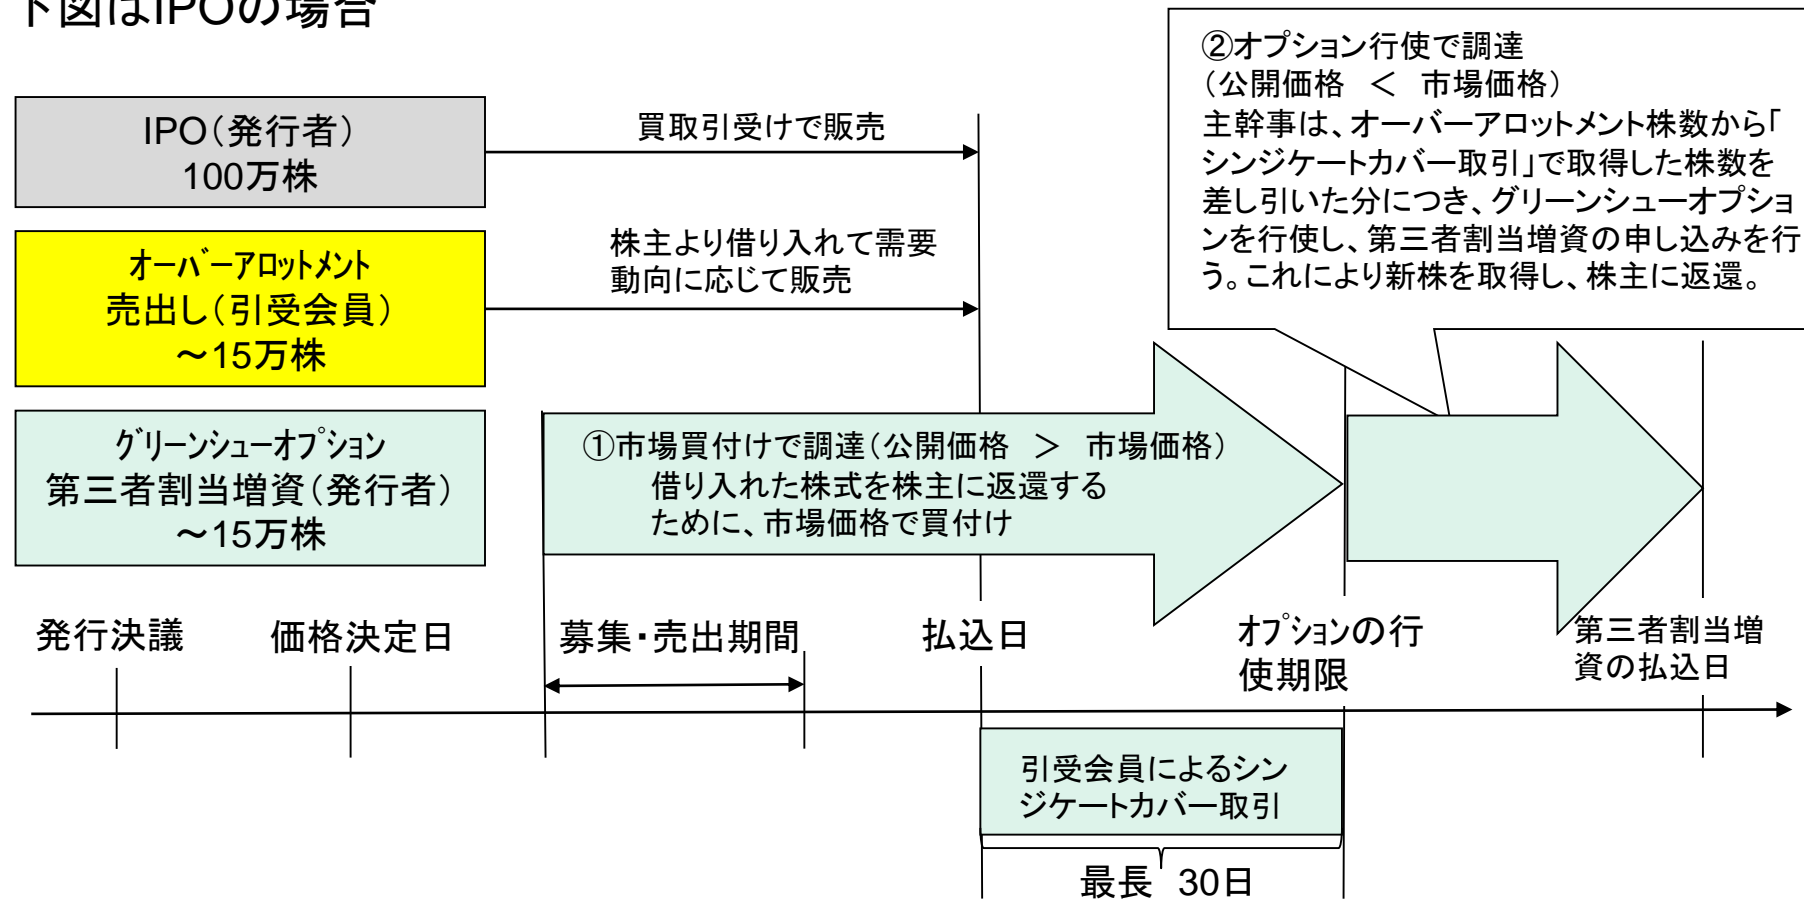 下図はIPOの場合
IPO（発行者）
100万株
買取引受けで販売
オーバーアロットメント
売出し（引受会員）
～15万株
株主より借り入れて需要
動向に応じて販売
②オプション行使で調達
（公開価格　＜　市場価格）
主幹事は、オーバーアロットメント株数から「
シンジケートカバー取引」で取得した株数を
差し引いた分につき、グリーンシューオプショ
ンを行使し、第三者割当増資の申し込みを行
う。これにより新株を取得し、株主に返還。
グリーンシューオプション
第三者割当増資（発行者）
～15万株
①市場買付けで調達（公開価格　＞　市場価格）
借り入れた株式を株主に返還する
ために、市場価格で買付け
発行決議
価格決定日
募集・売出期間
払込日
オプションの行
使期限
第三者割当増
資の払込日
引受会員によるシン
ジケートカバー取引
最長　30日